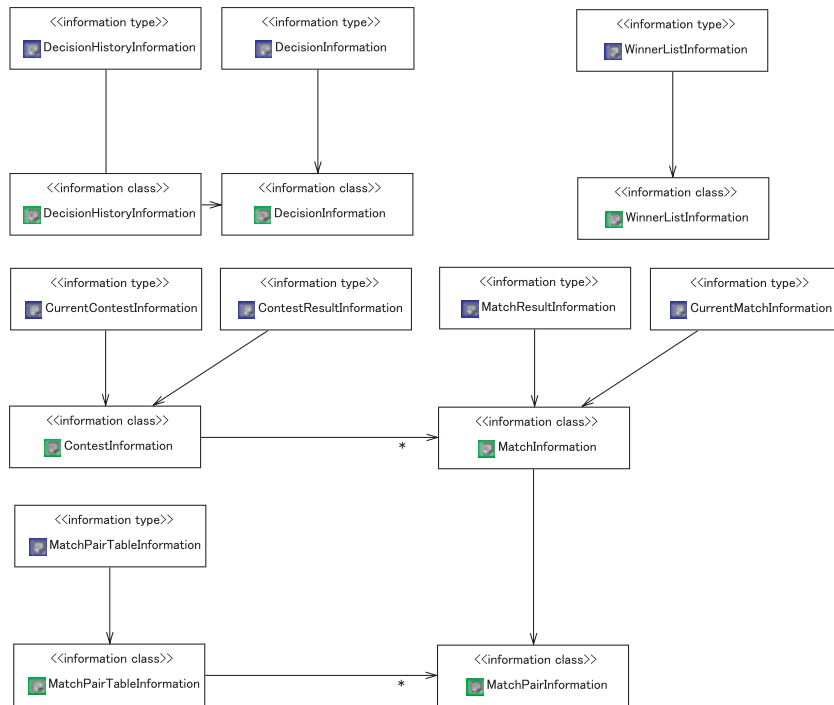 <<information type>>
DecisionHistoryInformation
<<information type>>
DecisionInformation
<<information type>>
WinnerListInformation
<<information class>>
DecisionHistoryInformation
<<information class>>
DecisionInformation
<<information class>>
WinnerListInformation
<<information type>>
CurrentContestInformation
<<information type>>
ContestResultInformation
<<information type>>
MatchResultInformation
<<information type>>
CurrentMatchInformation
<<information class>>
ContestInformation
*
<<information class>>
MatchInformation
<<information type>>
MatchPairTableInformation
<<information class>>
MatchPairTableInformation
*
<<information class>>
MatchPairInformation